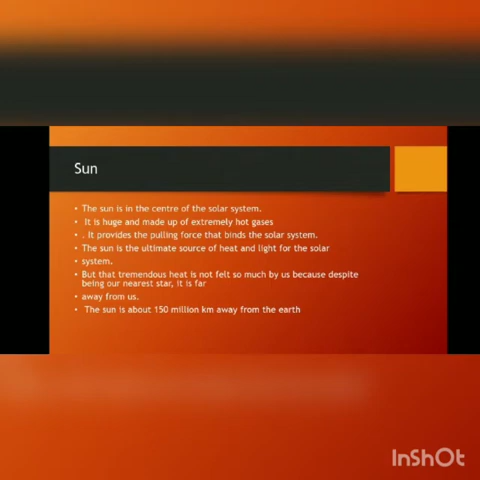 Sun
• The sun is in the centre of the solar system.
• It is huge and made up of extremely hot gases
• . It provides the pulling force that binds the solar system.
• The sun is the ultimate source of heat and light for the solar
• system.
• But that tremendous heat is not felt so much by us because despite
being our nearest star, it is far
• away from us.
• The sun is about 150 million km away from the earth
InShOt